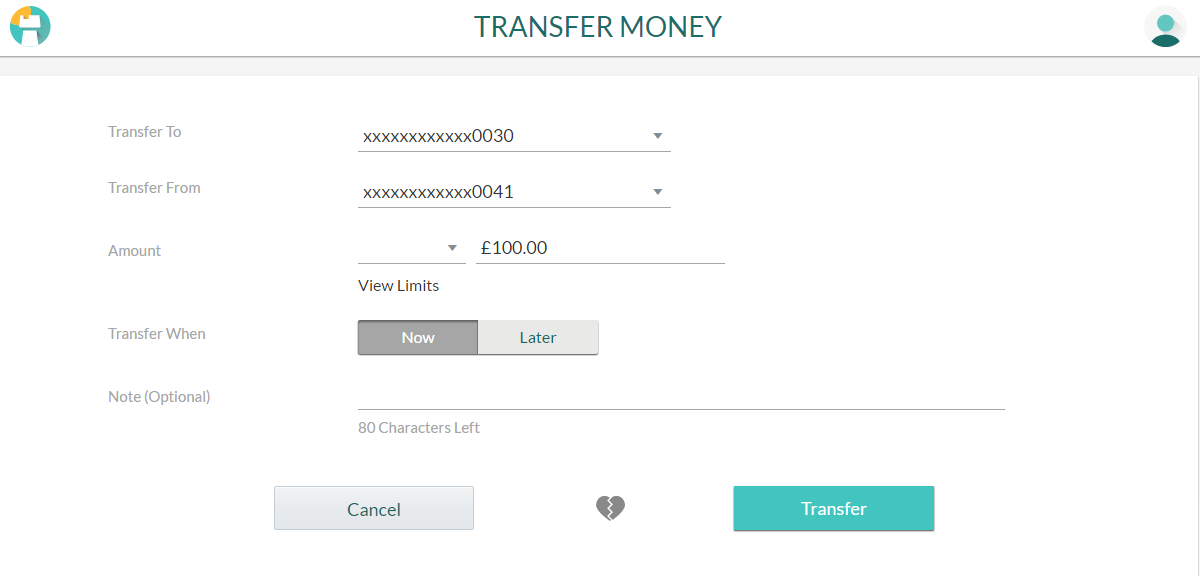 TRANSFER MONEY
Transfer To
xxxxxxxxxxxx0030
Transfer From
xxxxxxxxxxxx0041
Amount
£100.00
View Limits
Transfer When
Now
Later
Note (Optional)
80 Characters Left
Cancel
Transfer